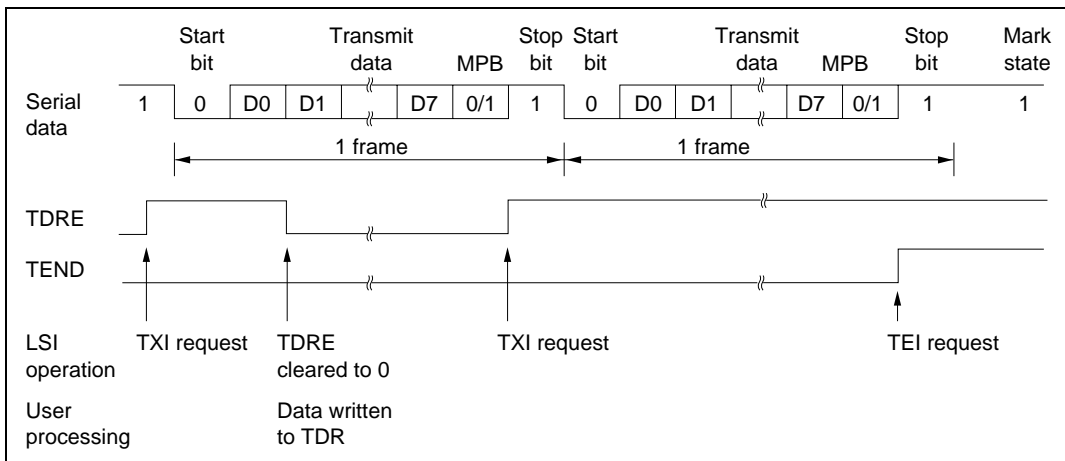 Start bit
Transmit data
MPB
Stop bit
Start bit
Transmit data
MPB
Stop bit
Mark state
Serial data
1 0 D0 D1 D7 0/1 1 0 D0 D1 D7 0/1 1 1
1 frame
1 frame
TDRE
TEND
LSI operation
TXI request
TDRE cleared to 0
TXI request
TEI request
User processing
Data written to TDR